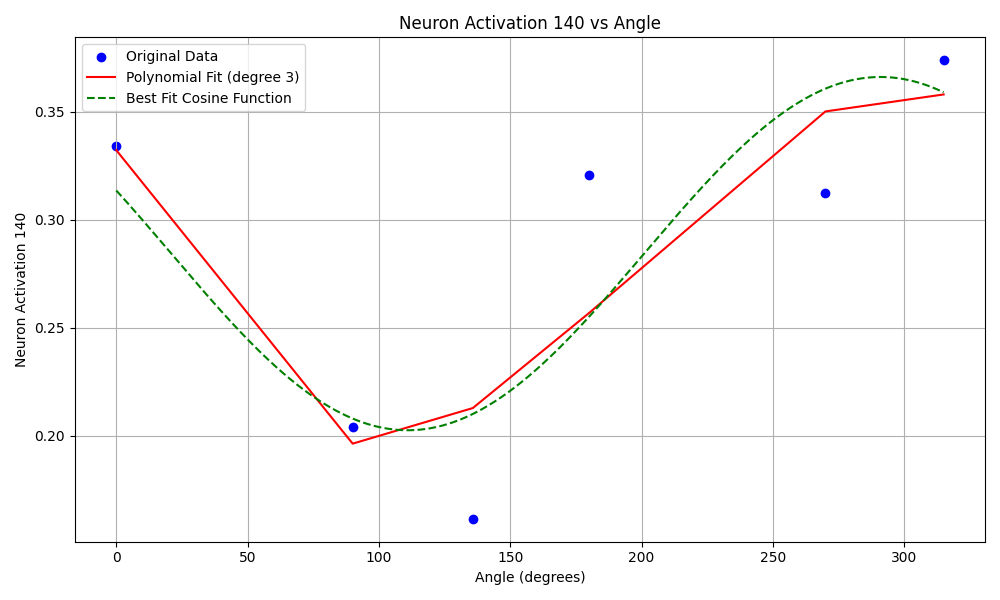 Neuron Activation 140 vs Angle
Original Data
Polynomial Fit (degree 3)
Best Fit Cosine Function
Neuron Activation 140
0.35
0.30
0.25
0.20
0 50 100 150 200 250 300
Angle (degrees)